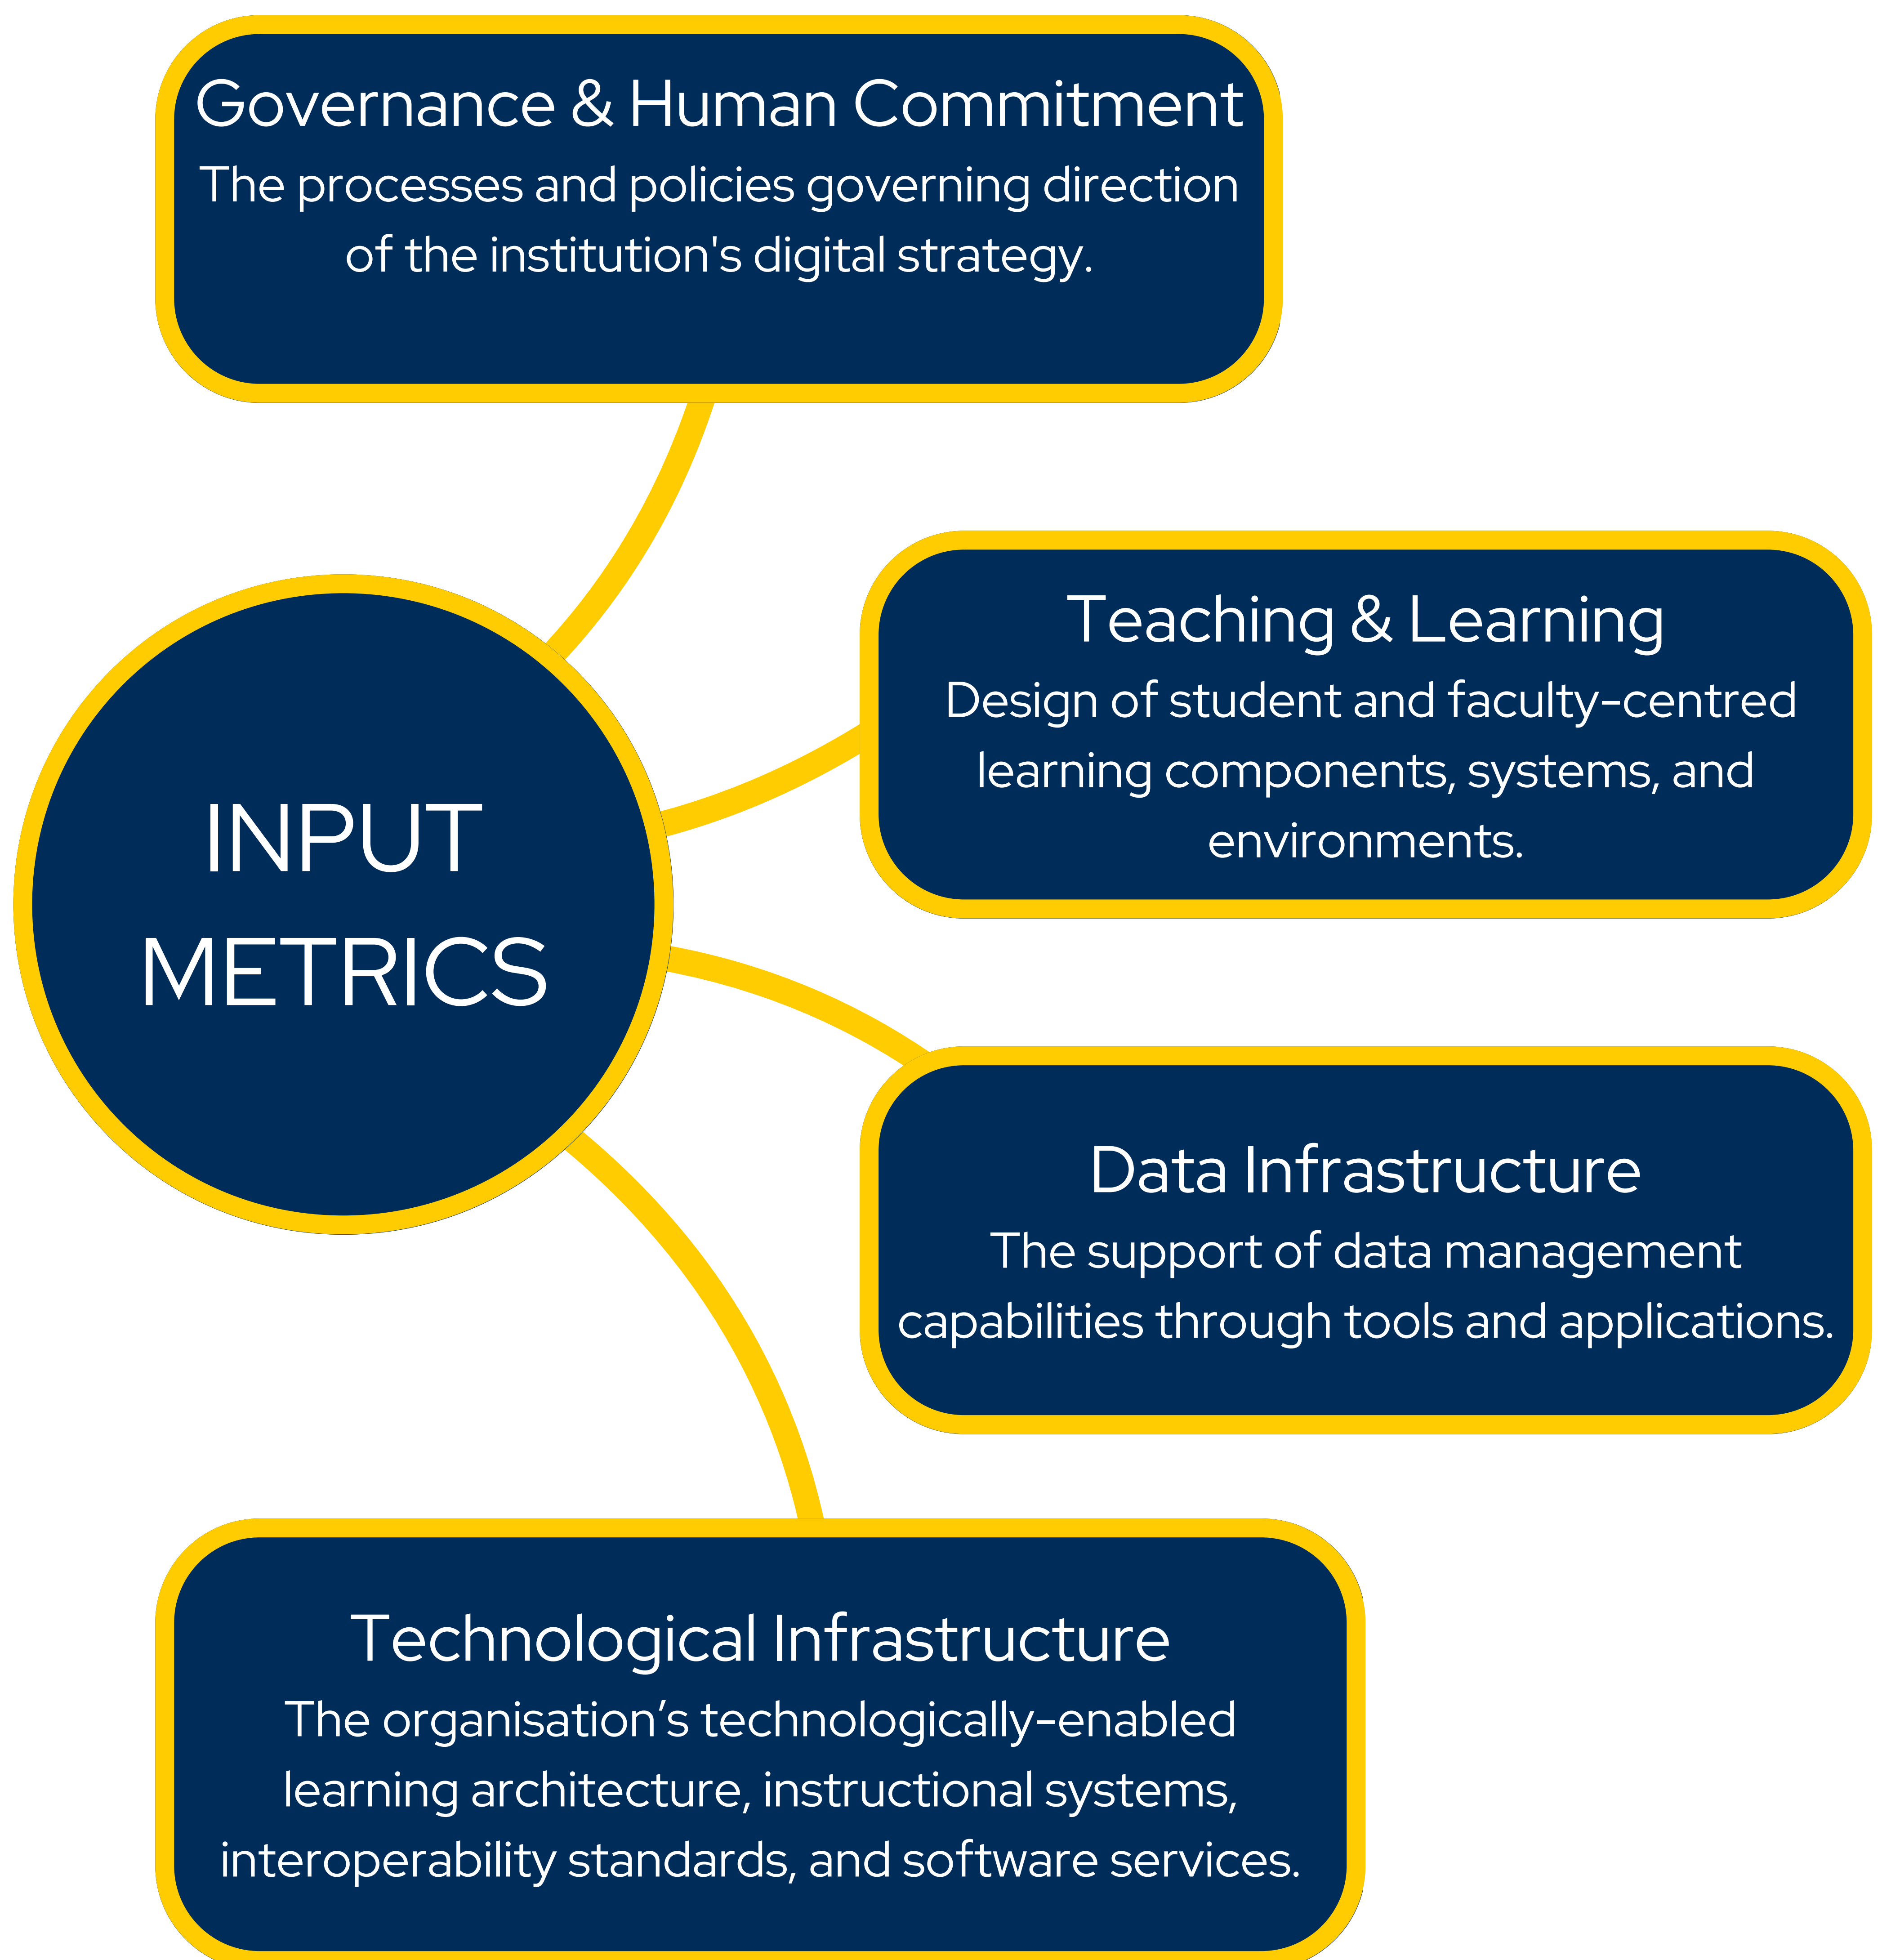 Governance & Human Commitment
The processes and policies governing direction
of the institution's digital strategy.
Teaching & Learning
Design of student and faculty-centred
learning components, systems, and
environments.
INPUT
METRICS
Data Infrastructure
The support of data management
capabilities through tools and applications.
Technological Infrastructure
The organisation’s technologically-enabled
learning architecture, instructional systems,
interoperability standards, and software services.